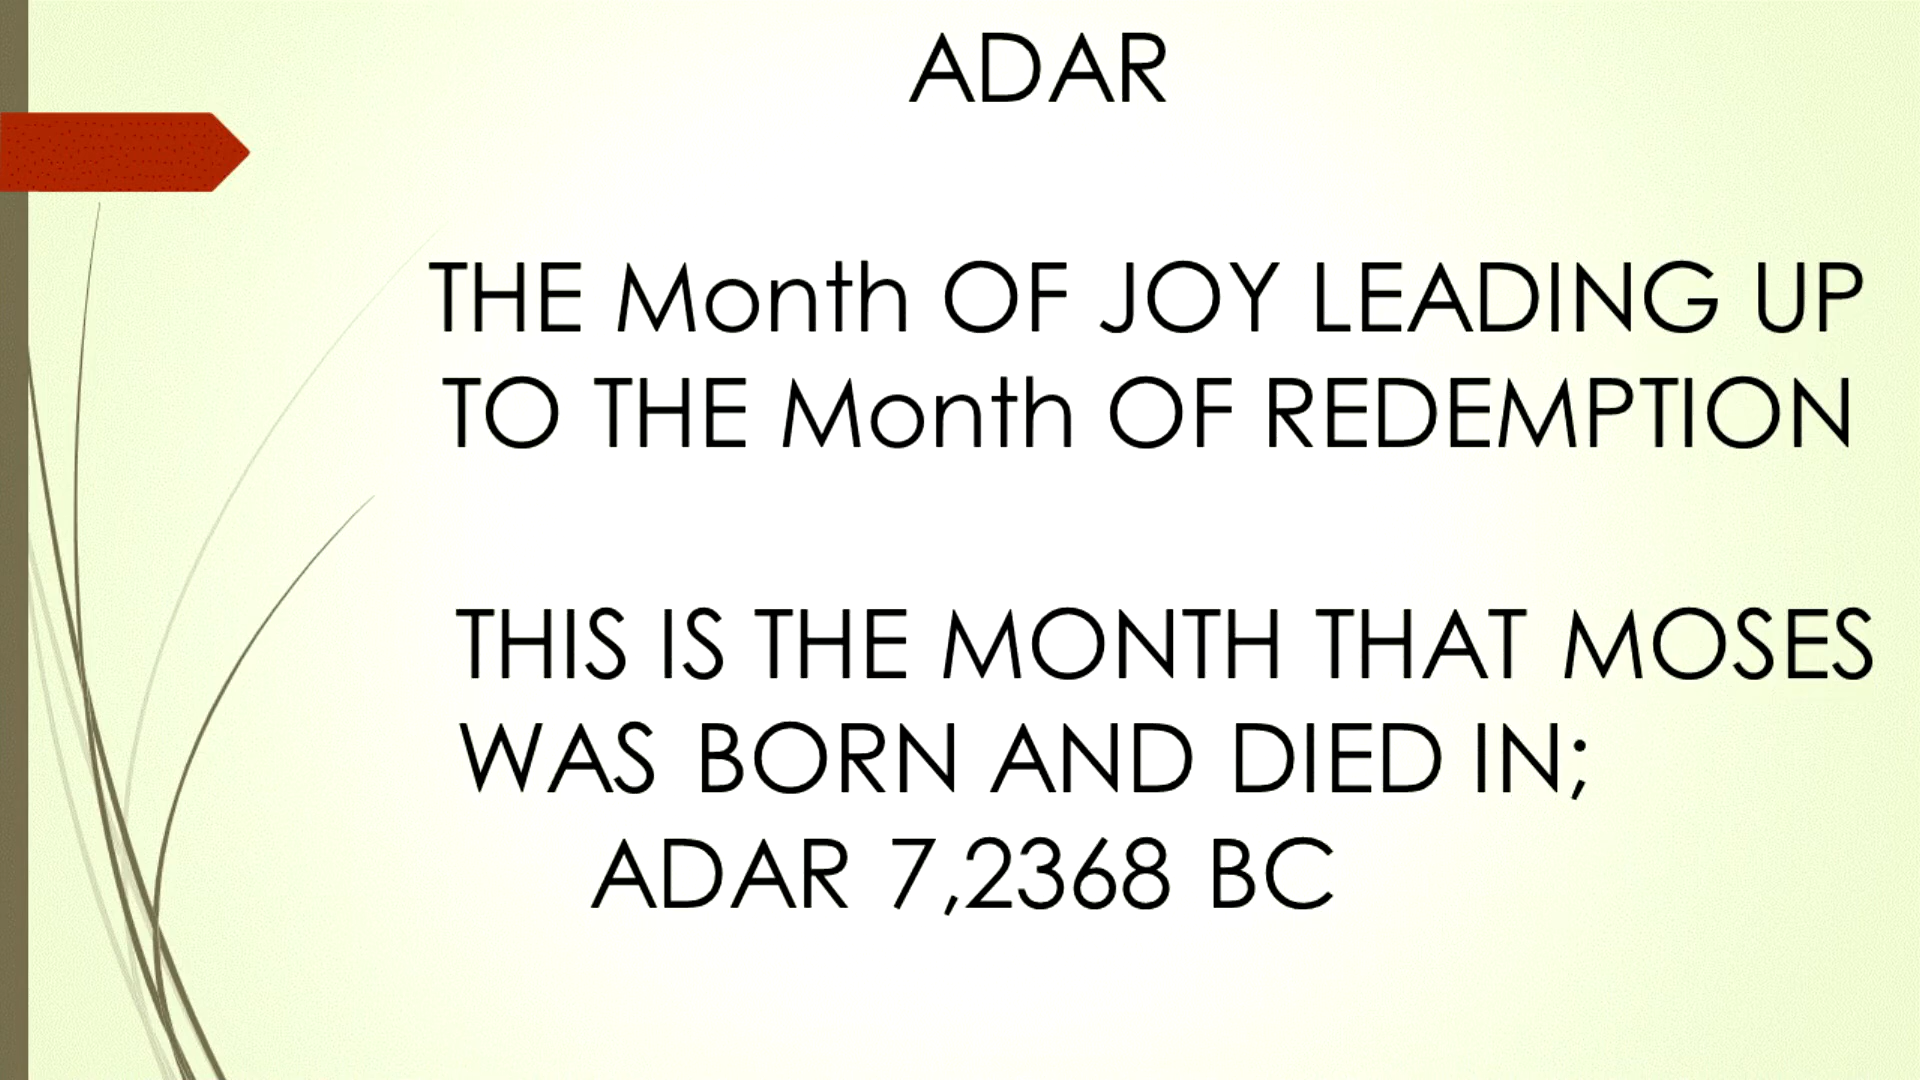 ADAR
THE Month OF JOY LEADING UP
TO THE Month OF REDEMPTION
THIS IS THE MONTH THAT MOSES
WAS BORN AND DIED IN;
ADAR 7,2368 BC